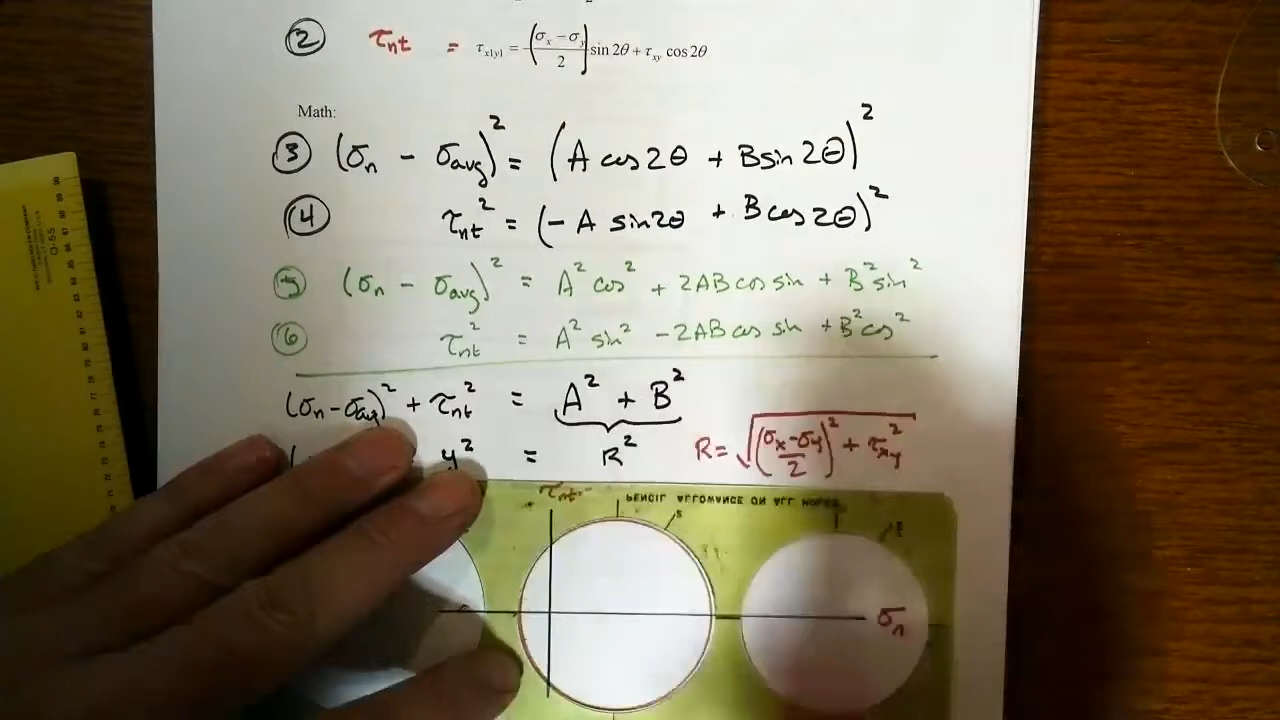 ② τnt = τx1y1 = -(σx − σy / 2) sin 2θ + τxy cos 2θ
Math:
③ (σn − σavg)² = (A cos 2θ + B sin 2θ)²
④ τnt² = (−A sin 2θ + B cos 2θ)²
⑤ (σn − σavg)² = A² cos² + 2AB cos sin + B² sin²
⑥ τnt² = A² sin² − 2AB cos sin + B² cos²
(σn − σavg)² + τnt² = A² + B²
( y² = R² R = √((σx − σy / 2)² + τxy²)
τnt
PENCIL ALLOWANCE ON ALL HOLES
σn